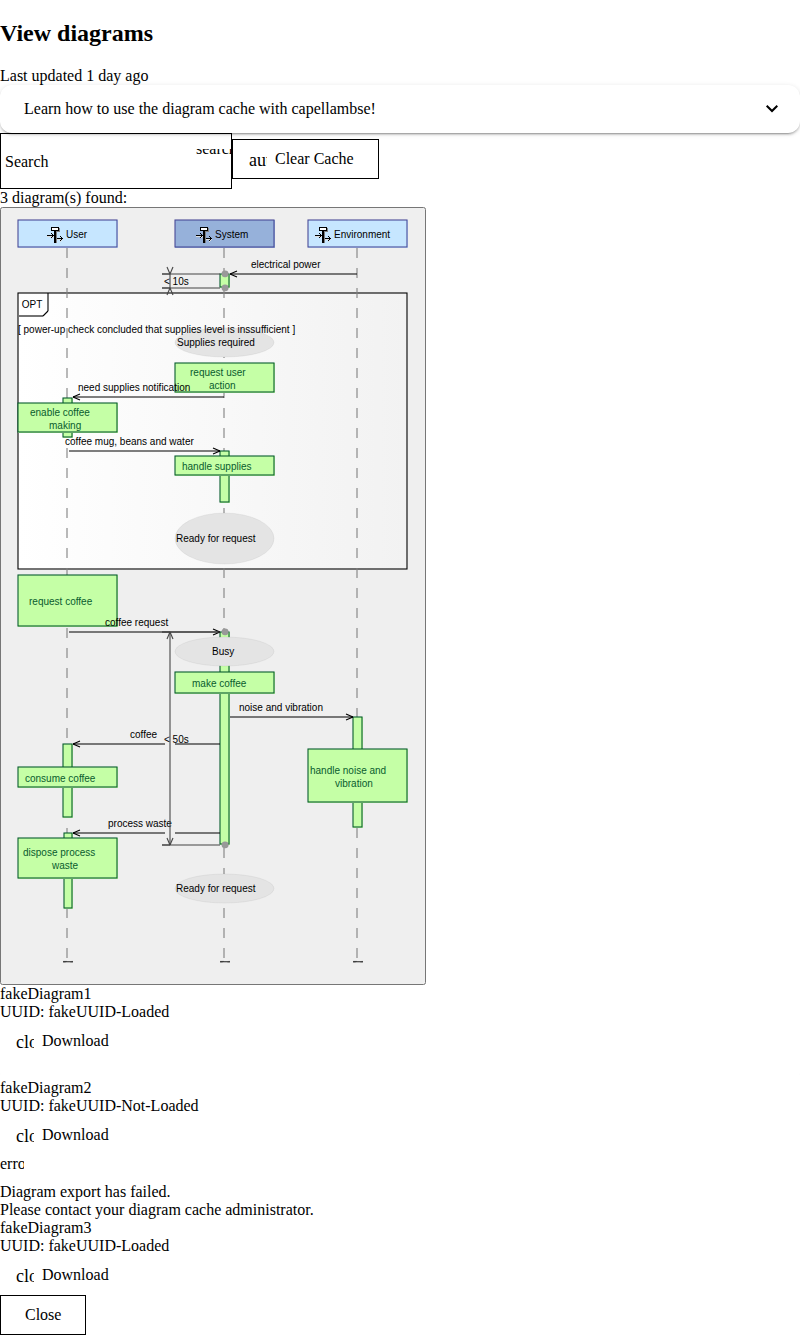 View diagrams
Last updated 1 day ago
Learn how to use the diagram cache with capellambse!
Search
Clear Cache
3 diagram(s) found:
User
System
Environment
electrical power
< 10s
OPT
[ power-up check concluded that supplies level is inssufficient ]
Supplies required
request user
action
need supplies notification
enable coffee
making
coffee mug, beans and water
handle supplies
Ready for request
request coffee
coffee request
Busy
make coffee
noise and vibration
coffee
< 50s
handle noise and
vibration
consume coffee
process waste
dispose process
waste
Ready for request
fakeDiagram1
UUID: fakeUUID-Loaded
clo Download
fakeDiagram2
UUID: fakeUUID-Not-Loaded
clo Download
erro
Diagram export has failed.
Please contact your diagram cache administrator.
fakeDiagram3
UUID: fakeUUID-Loaded
clo Download
Close